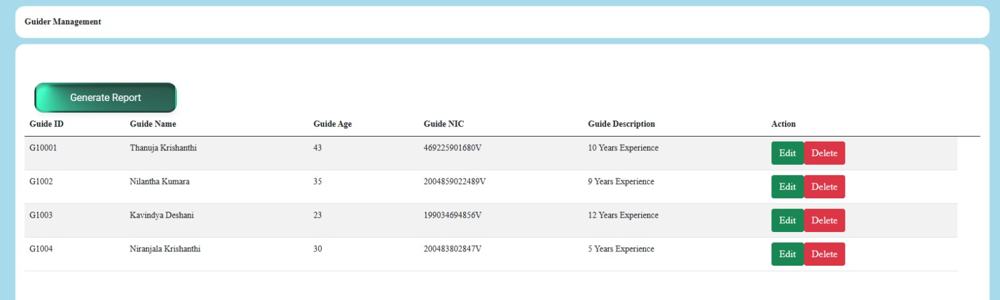 Guider Management
Generate Report
Guide ID Guide Name Guide Age Guide NIC Guide Description Action
G10001 Thanuja Krishanthi 43 469225901680V 10 Years Experience Edit Delete
G1002 Nilantha Kumara 35 2004859022489V 9 Years Experience Edit Delete
G1003 Kavindya Deshani 23 199034694856V 12 Years Experience Edit Delete
G1004 Niranjala Krishanthi 30 200483802847V 5 Years Experience Edit Delete